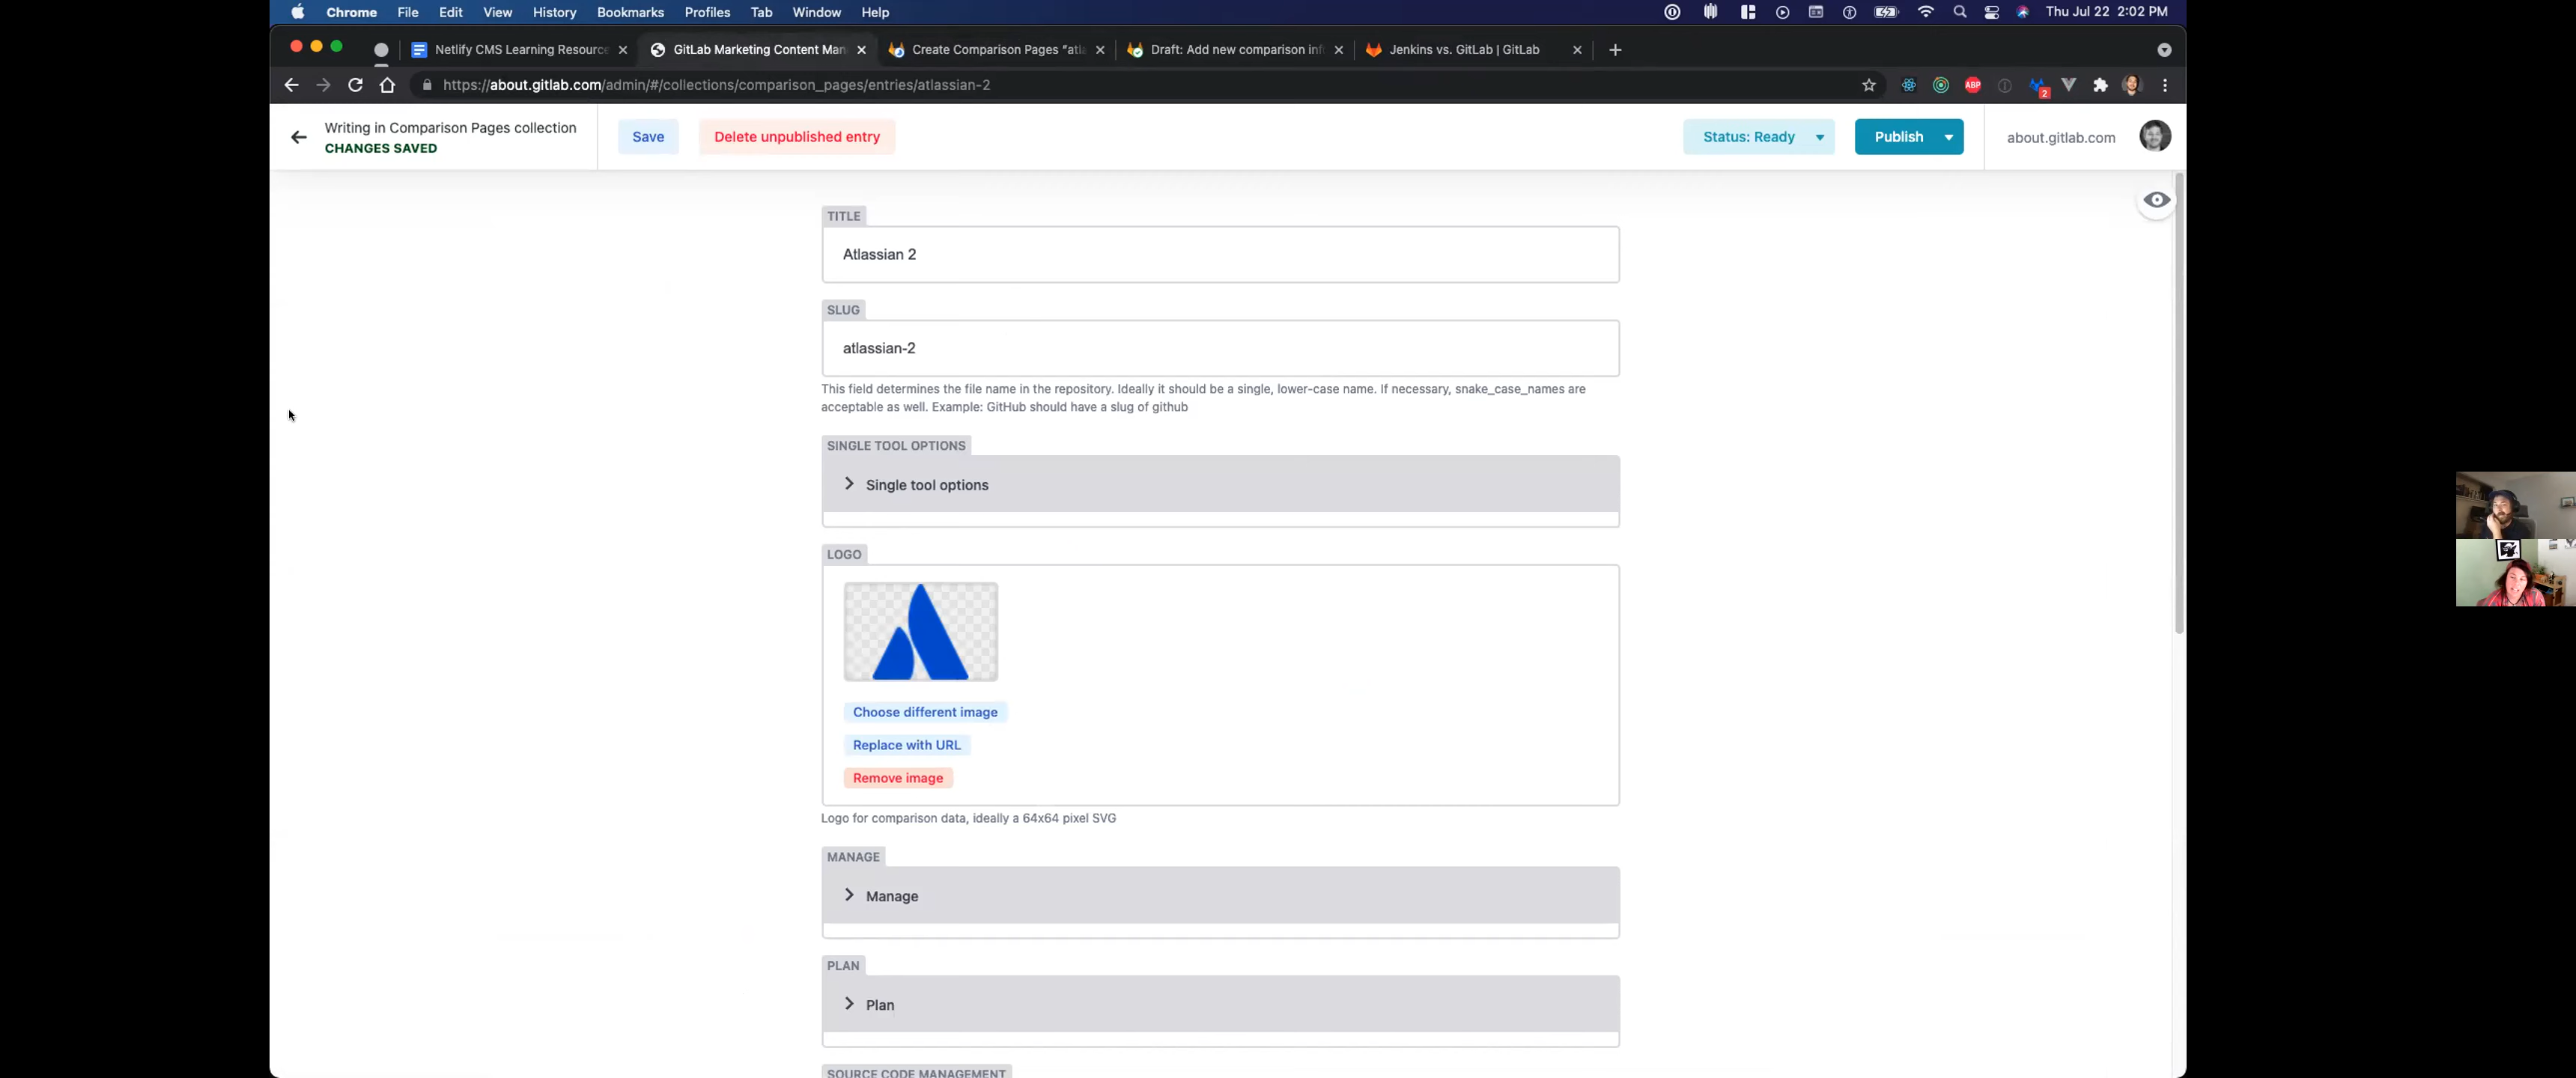 Chrome File Edit View History Bookmarks Profiles Tab Window Help Thu Jul 22 2:02 PM
Netlify CMS Learning Resource GitLab Marketing Content Man Create Comparison Pages "atla Draft: Add new comparison inf Jenkins vs. GitLab | GitLab
https://about.gitlab.com/admin/#/collections/comparison_pages/entries/atlassian-2 ABP 2
Writing in Comparison Pages collection
CHANGES SAVED
Save Delete unpublished entry Status: Ready Publish about.gitlab.com
TITLE
Atlassian 2
SLUG
atlassian-2
This field determines the file name in the repository. Ideally it should be a single, lower-case name. If necessary, snake_case_names are
acceptable as well. Example: GitHub should have a slug of github
SINGLE TOOL OPTIONS
Single tool options
LOGO
Choose different image
Replace with URL
Remove image
Logo for comparison data, ideally a 64x64 pixel SVG
MANAGE
Manage
PLAN
Plan
SOURCE CODE MANAGEMENT